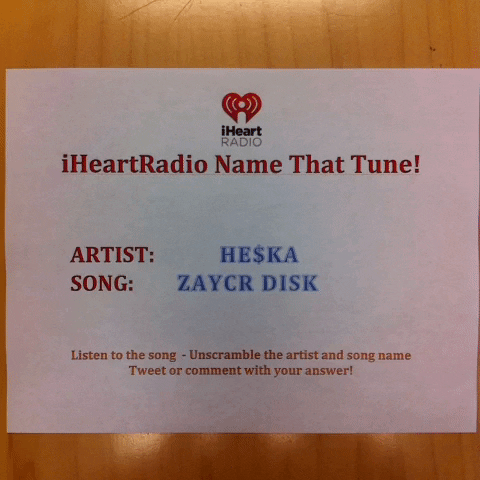 iHeart
RADIO
iHeartRadio Name That Tune!
ARTIST: HE$KA
SONG: ZAYCR DISK
Listen to the song - Unscramble the artist and song name
Tweet or comment with your answer!